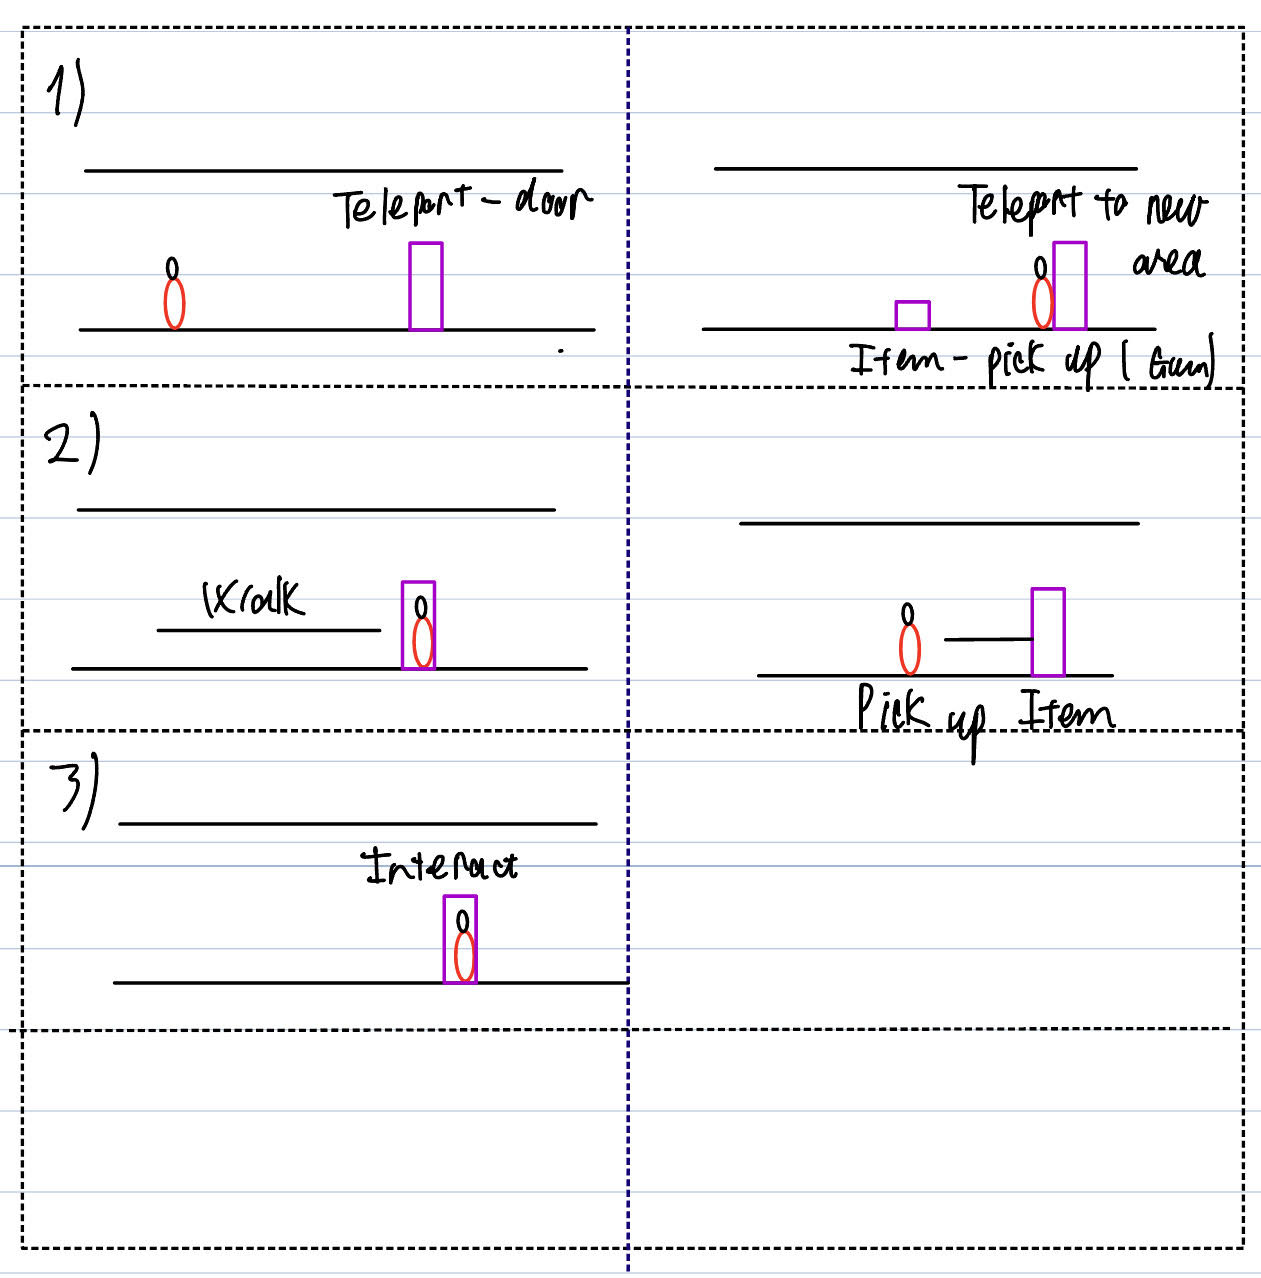 1)
Teleport - door
Teleport to new
area
Item - pick up (Gun)
2)
Walk
Pick up Item
3)
Interact